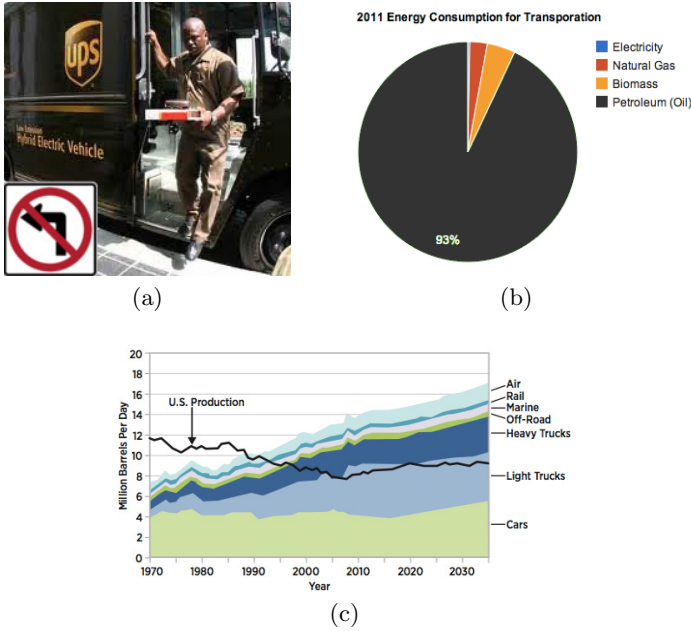 ups
Low Emission
Hybrid Electric Vehicle
(a)
2011 Energy Consumption for Transporation
Electricity
Natural Gas
Biomass
Petroleum (Oil)
93%
(b)
Million Barrels Per Day
20
18
16
14
12
10
8
6
4
2
0
U.S. Production
Air
Rail
Marine
Off-Road
Heavy Trucks
Light Trucks
Cars
1970
1980
1990
2000
2010
2020
2030
Year
(c)